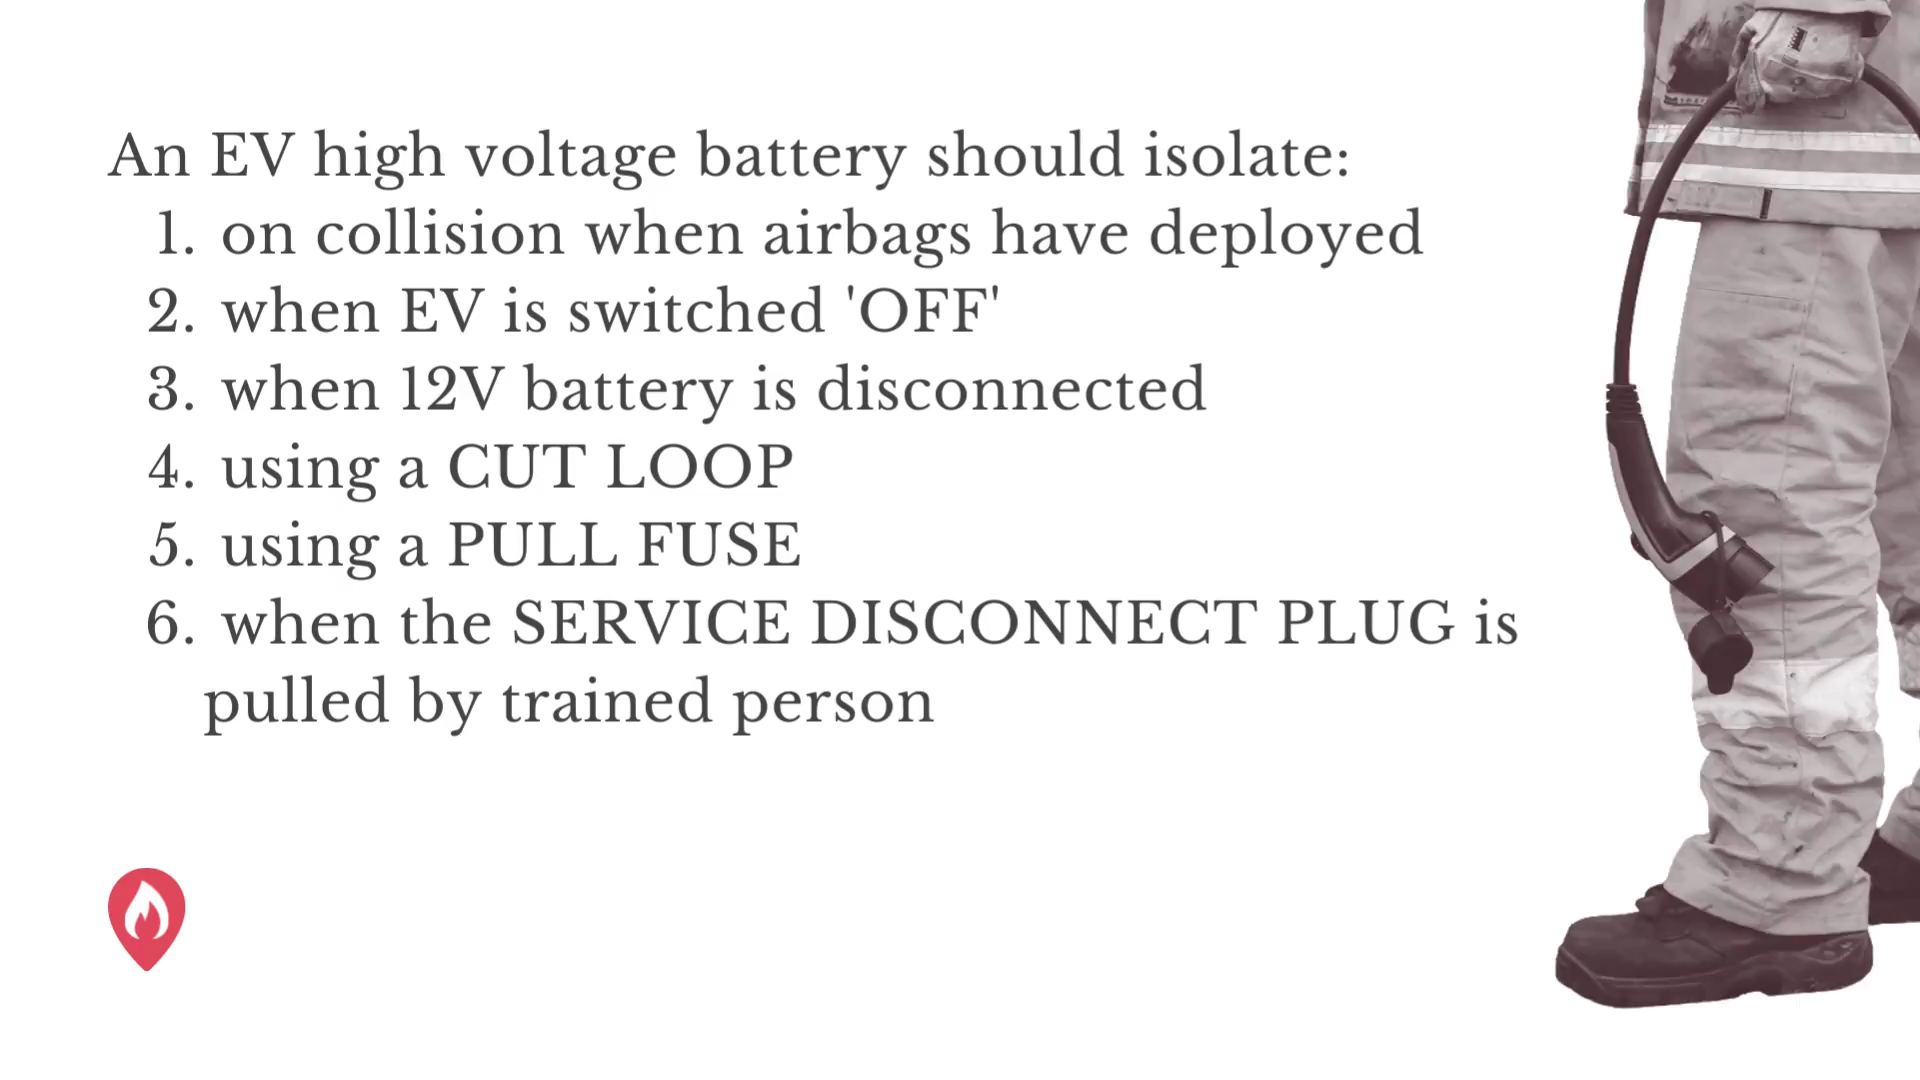 An EV high voltage battery should isolate:
1. on collision when airbags have deployed
2. when EV is switched 'OFF'
3. when 12V battery is disconnected
4. using a CUT LOOP
5. using a PULL FUSE
6. when the SERVICE DISCONNECT PLUG is
pulled by trained person